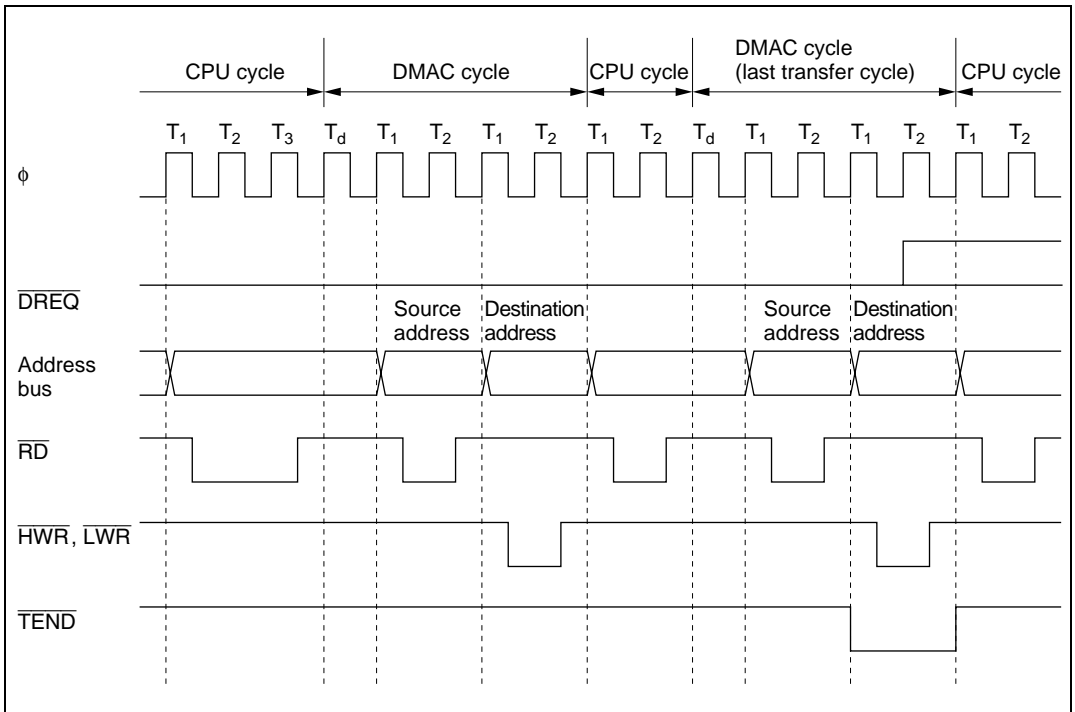 DMAC cycle
(last transfer cycle)
CPU cycle DMAC cycle CPU cycle CPU cycle
T1 T2 T3 Td T1 T2 T1 T2 T1 T2 Td T1 T2 T1 T2 T1 T2
φ
DREQ
Source address Destination address Source address Destination address
Address
bus
RD
HWR, LWR
TEND